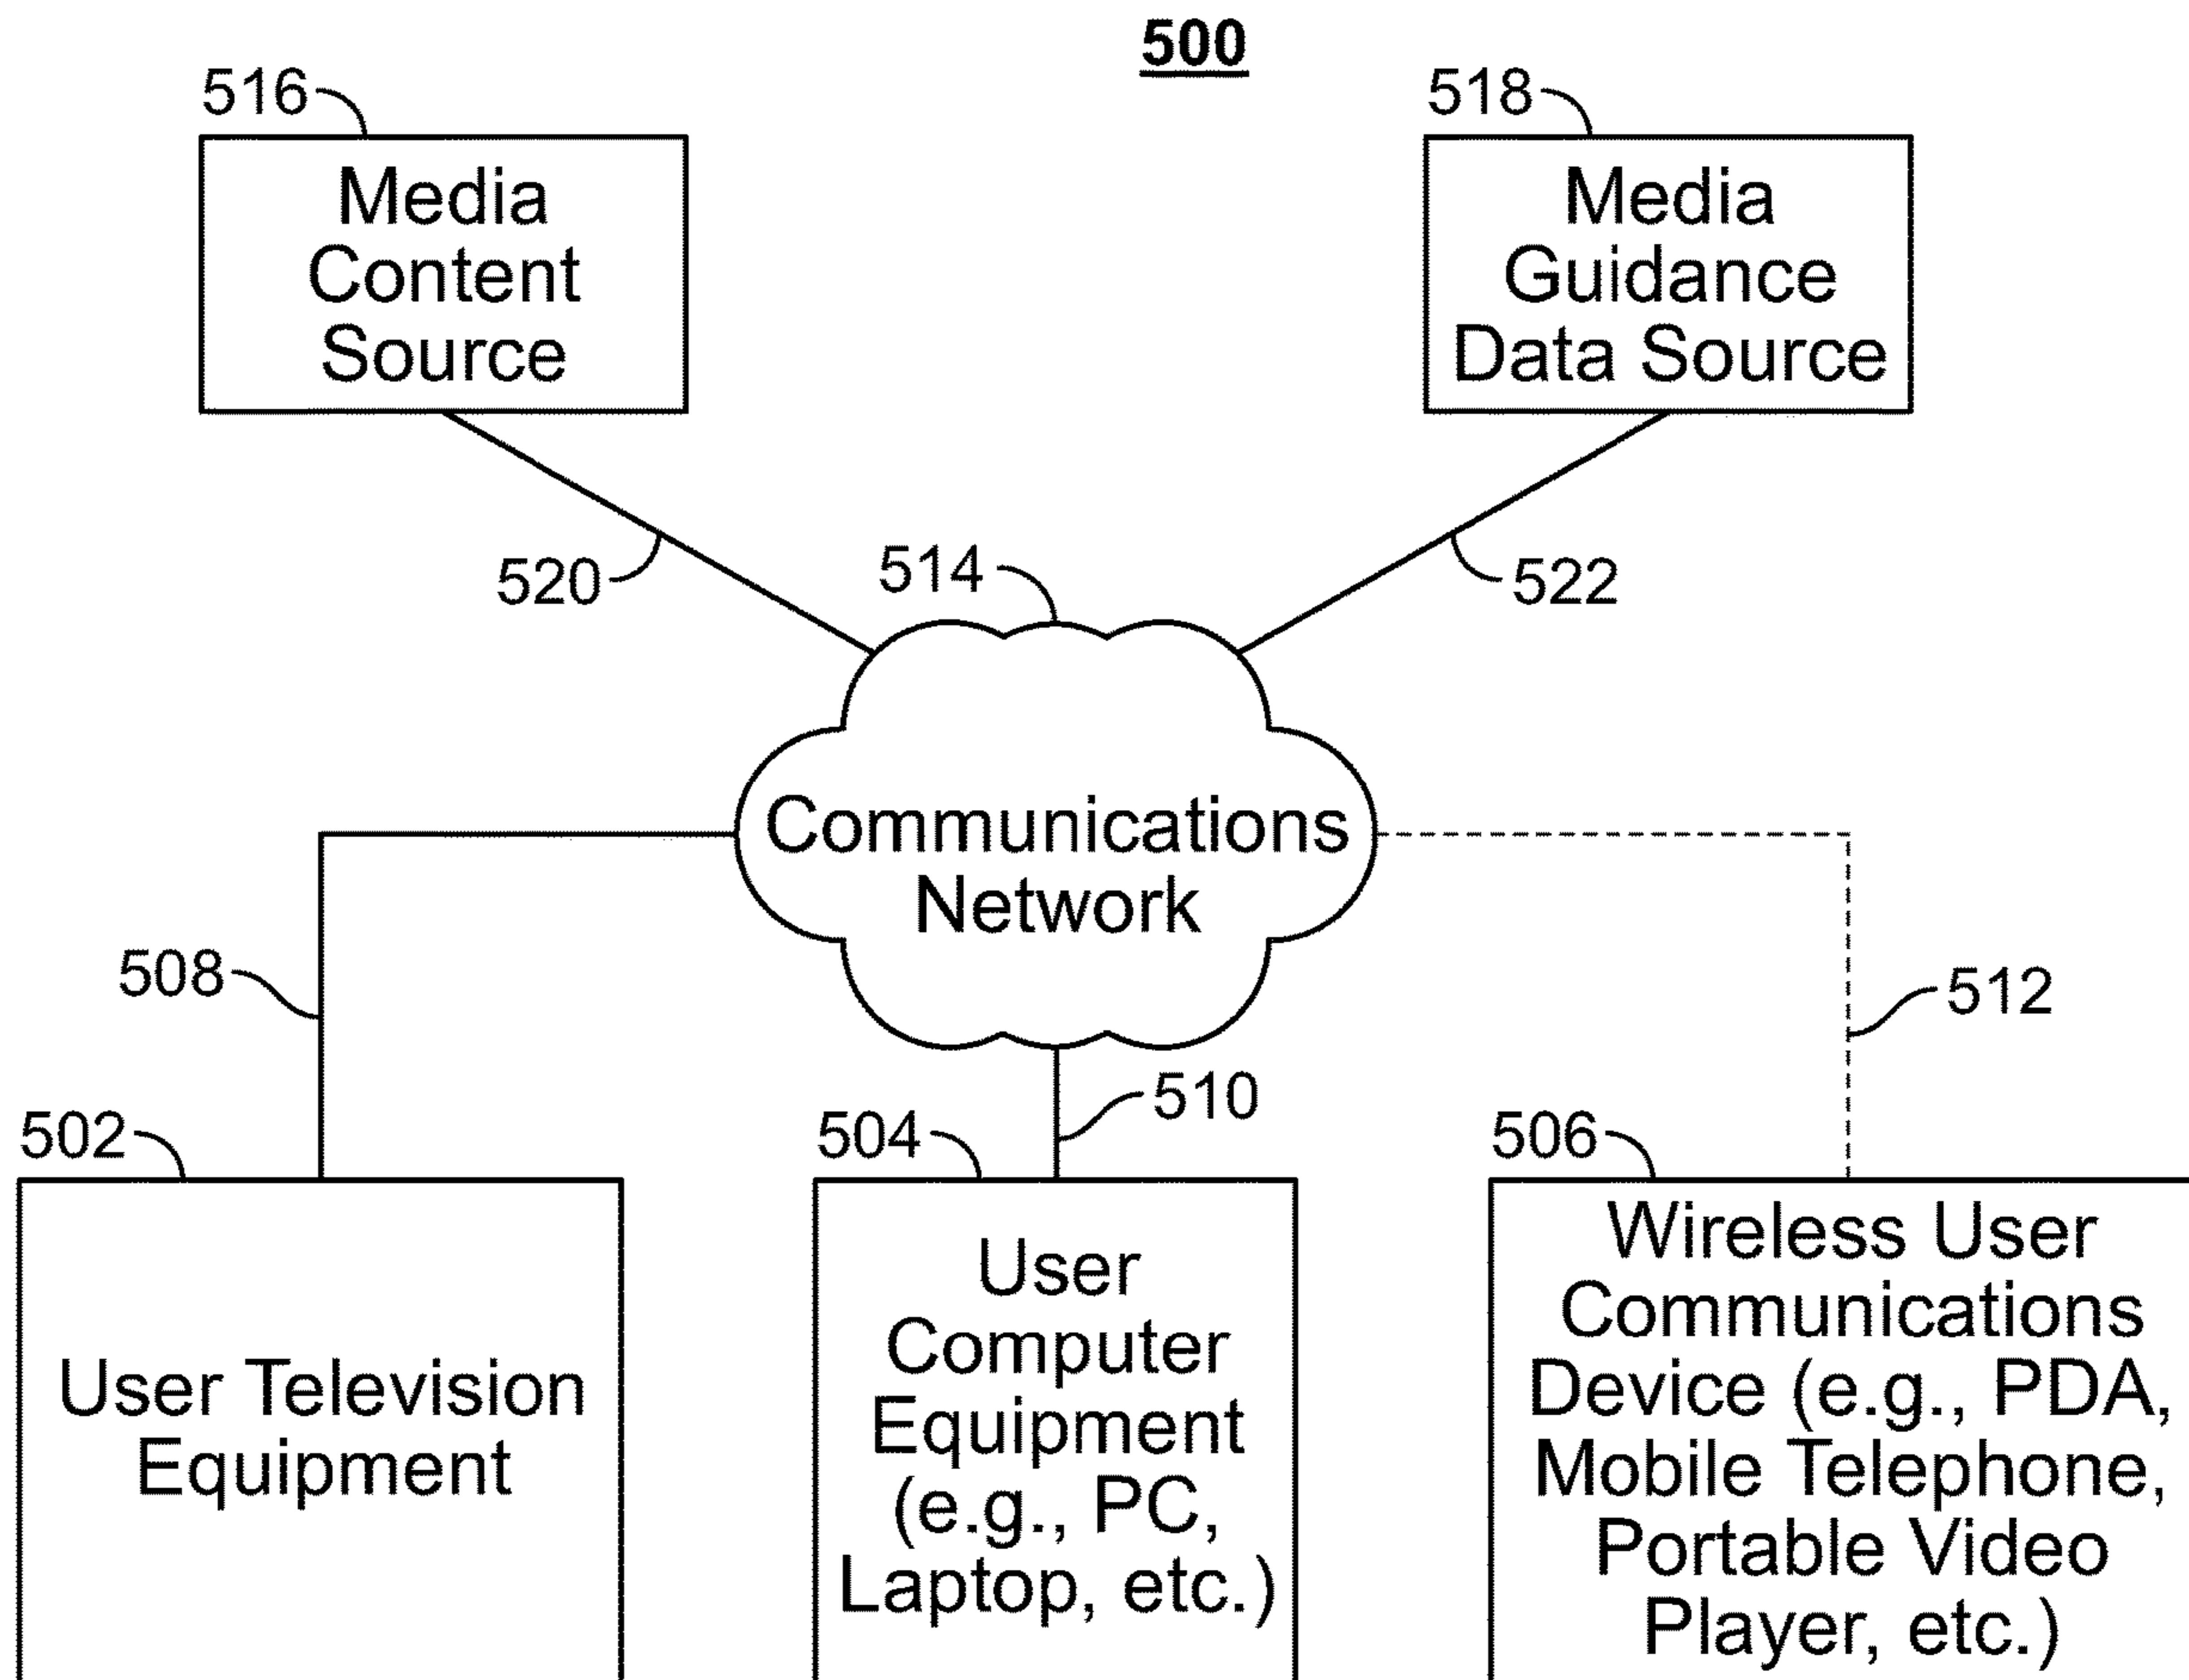 500
516
518
Media
Content
Source
Media
Guidance
Data Source
520
514
522
Communications
Network
508
512
510
502
504
506
User Television
Equipment
User
Computer
Equipment
(e.g., PC,
Laptop, etc.)
Wireless User
Communications
Device (e.g., PDA,
Mobile Telephone,
Portable Video
Player, etc.)